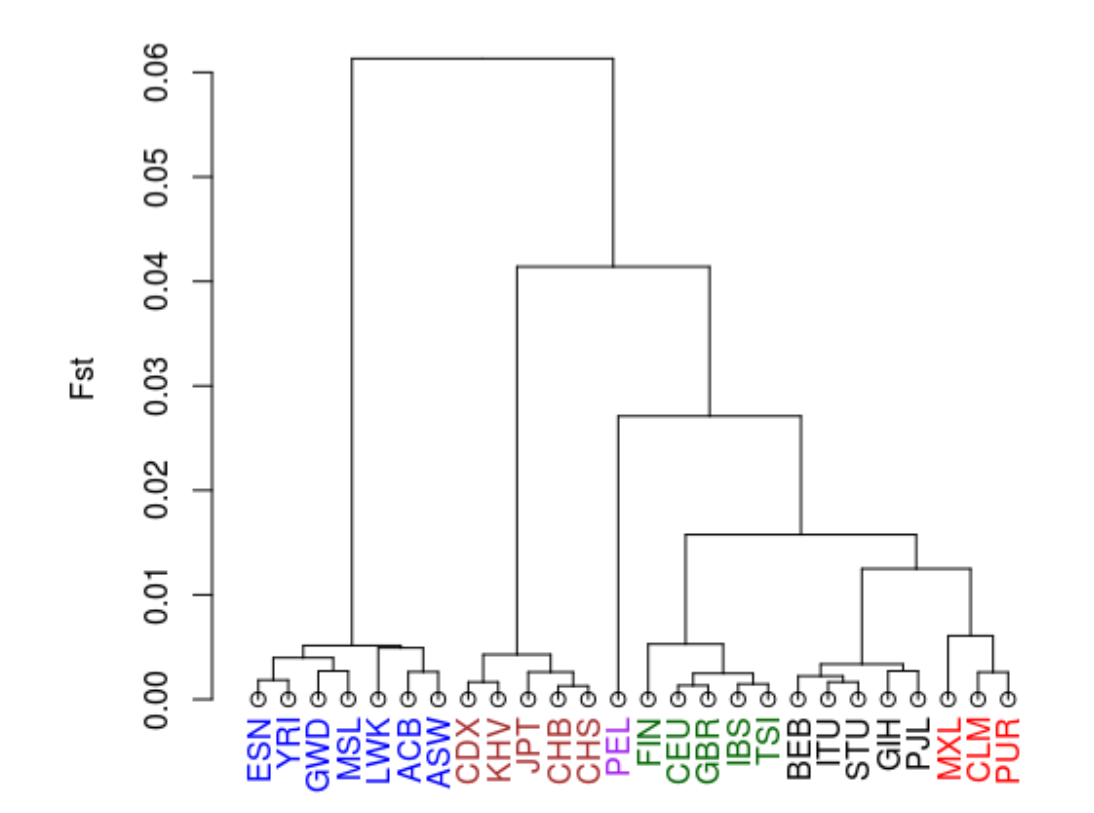 Fst
0.06
0.05
0.04
0.03
0.02
0.01
0.00
ESN
YRI
GWD
MSL
LWK
ACB
ASW
CDX
KHV
JPT
CHB
CHS
PEL
FIN
CEU
GBR
IBS
TSI
BEB
ITU
STU
GIH
PJL
MXL
CLM
PUR